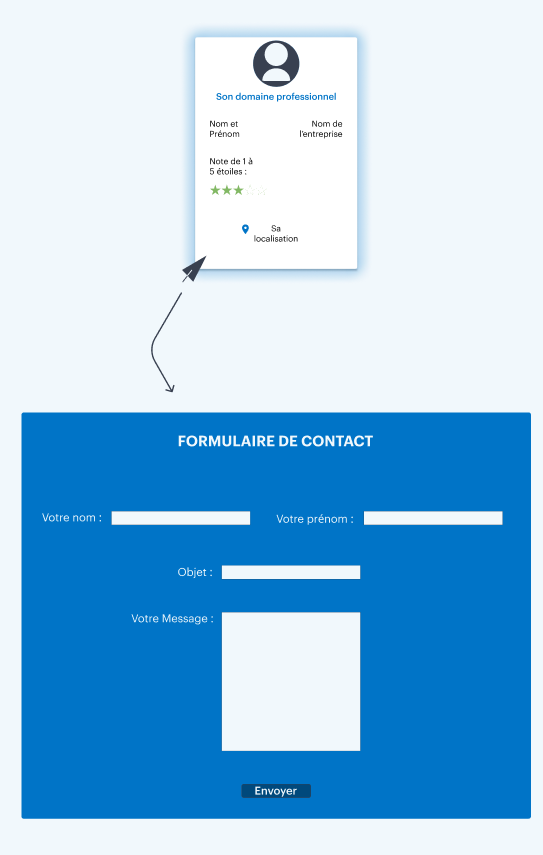 Son domaine professionnel
Nom et
Prénom
Nom de
l'entreprise
Note de 1 à
5 étoiles :
Sa
localisation
FORMULAIRE DE CONTACT
Votre nom :
Votre prénom :
Objet :
Votre Message :
Envoyer